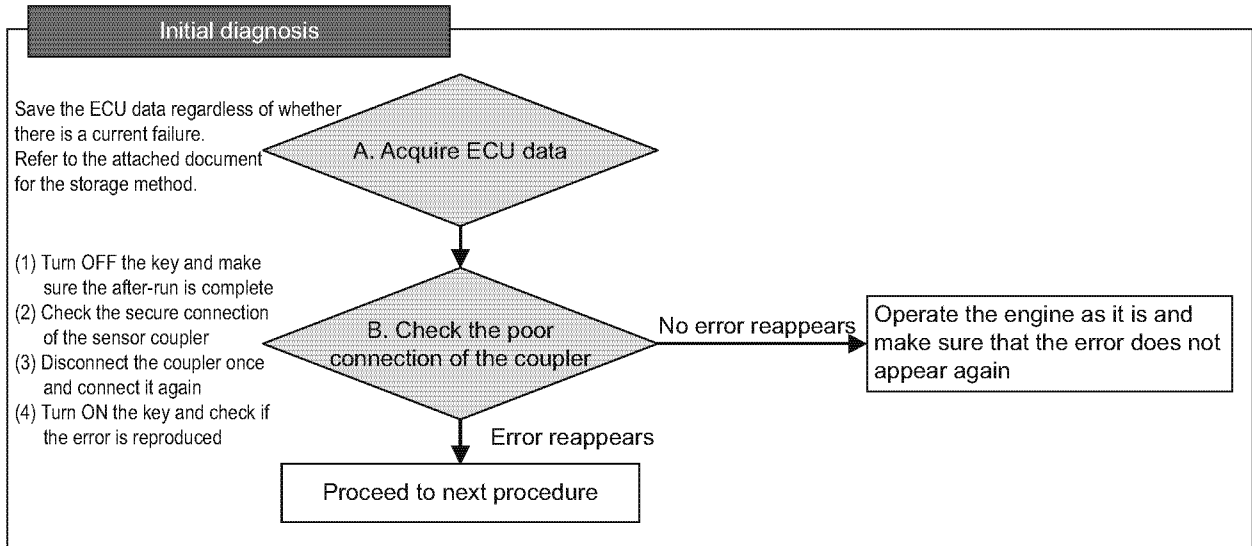 Initial diagnosis
Save the ECU data regardless of whether
there is a current failure.
Refer to the attached document
for the storage method.
A. Acquire ECU data
(1) Turn OFF the key and make
sure the after-run is complete
(2) Check the secure connection
of the sensor coupler
(3) Disconnect the coupler once
and connect it again
(4) Turn ON the key and check if
the error is reproduced
B. Check the poor
connection of the coupler
No error reappears
Operate the engine as it is and
make sure that the error does not
appear again
Error reappears
Proceed to next procedure